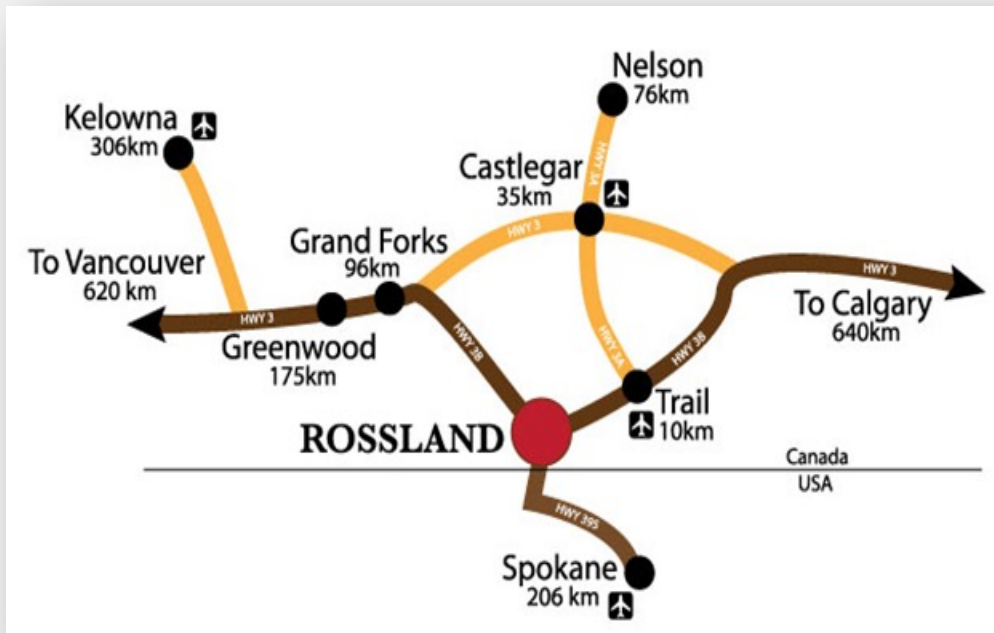 Nelson
76km
Kelowna
306km
HWY 3A
Castlegar
35km
HWY 3
Grand Forks
96km
To Vancouver
620 km
HWY 3
To Calgary
640km
HWY 3
Greenwood
175km
HWY 3B
HWY 3A
HWY 3B
Trail
10km
ROSSLAND
Canada
USA
HWY 395
Spokane
206 km